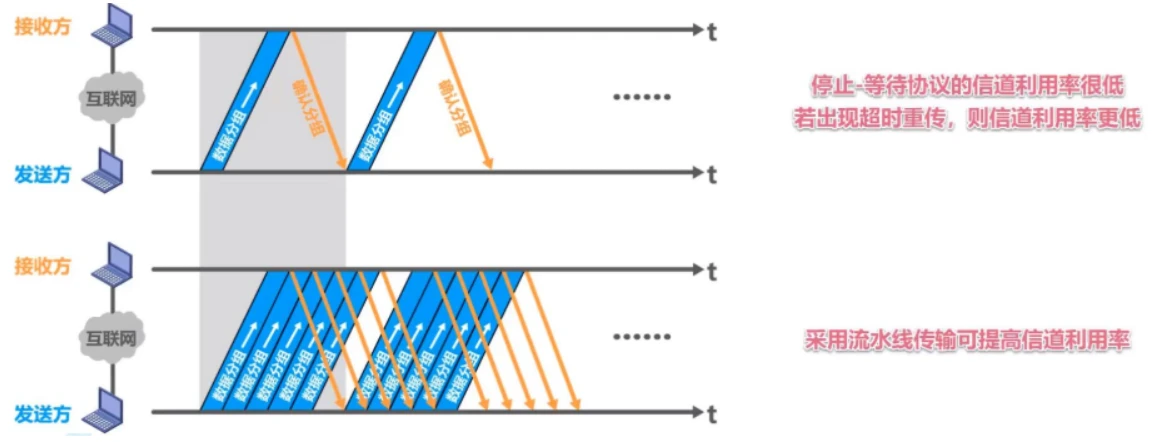 接收方
t
互联网
数据分组
确认分组
数据分组
确认分组
......
发送方
t
停止-等待协议的信道利用率很低
若出现超时重传，则信道利用率更低
接收方
t
互联网
数据分组
数据分组
数据分组
数据分组
数据分组
数据分组
数据分组
数据分组
数据分组
数据分组
......
发送方
t
采用流水线传输可提高信道利用率